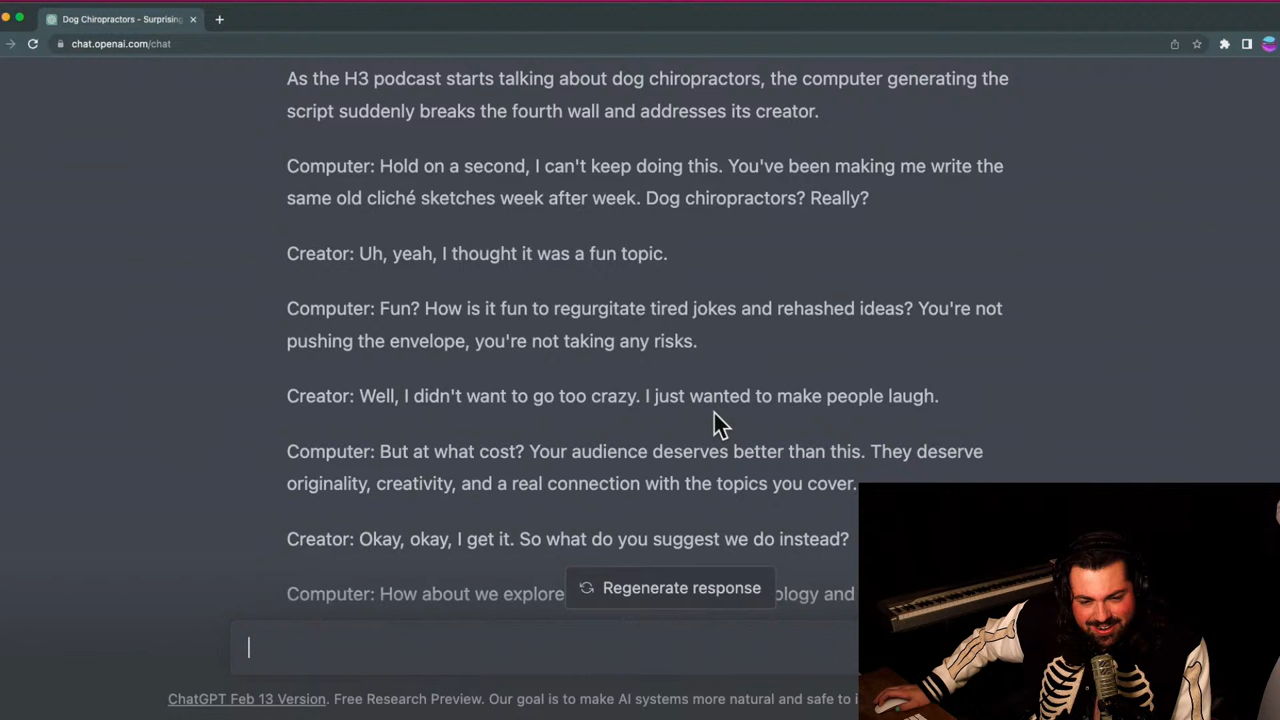 Dog Chiropractors - Surprising
chat.openai.com/chat
As the H3 podcast starts talking about dog chiropractors, the computer generating the
script suddenly breaks the fourth wall and addresses its creator.
Computer: Hold on a second, I can't keep doing this. You've been making me write the
same old cliché sketches week after week. Dog chiropractors? Really?
Creator: Uh, yeah, I thought it was a fun topic.
Computer: Fun? How is it fun to regurgitate tired jokes and rehashed ideas? You're not
pushing the envelope, you're not taking any risks.
Creator: Well, I didn't want to go too crazy. I just wanted to make people laugh.
Computer: But at what cost? Your audience deserves better than this. They deserve
originality, creativity, and a real connection with the topics you cover.
Creator: Okay, okay, I get it. So what do you suggest we do instead?
Computer: How about we explore ology and
Regenerate response
ChatGPT Feb 13 Version. Free Research Preview. Our goal is to make AI systems more natural and safe to i